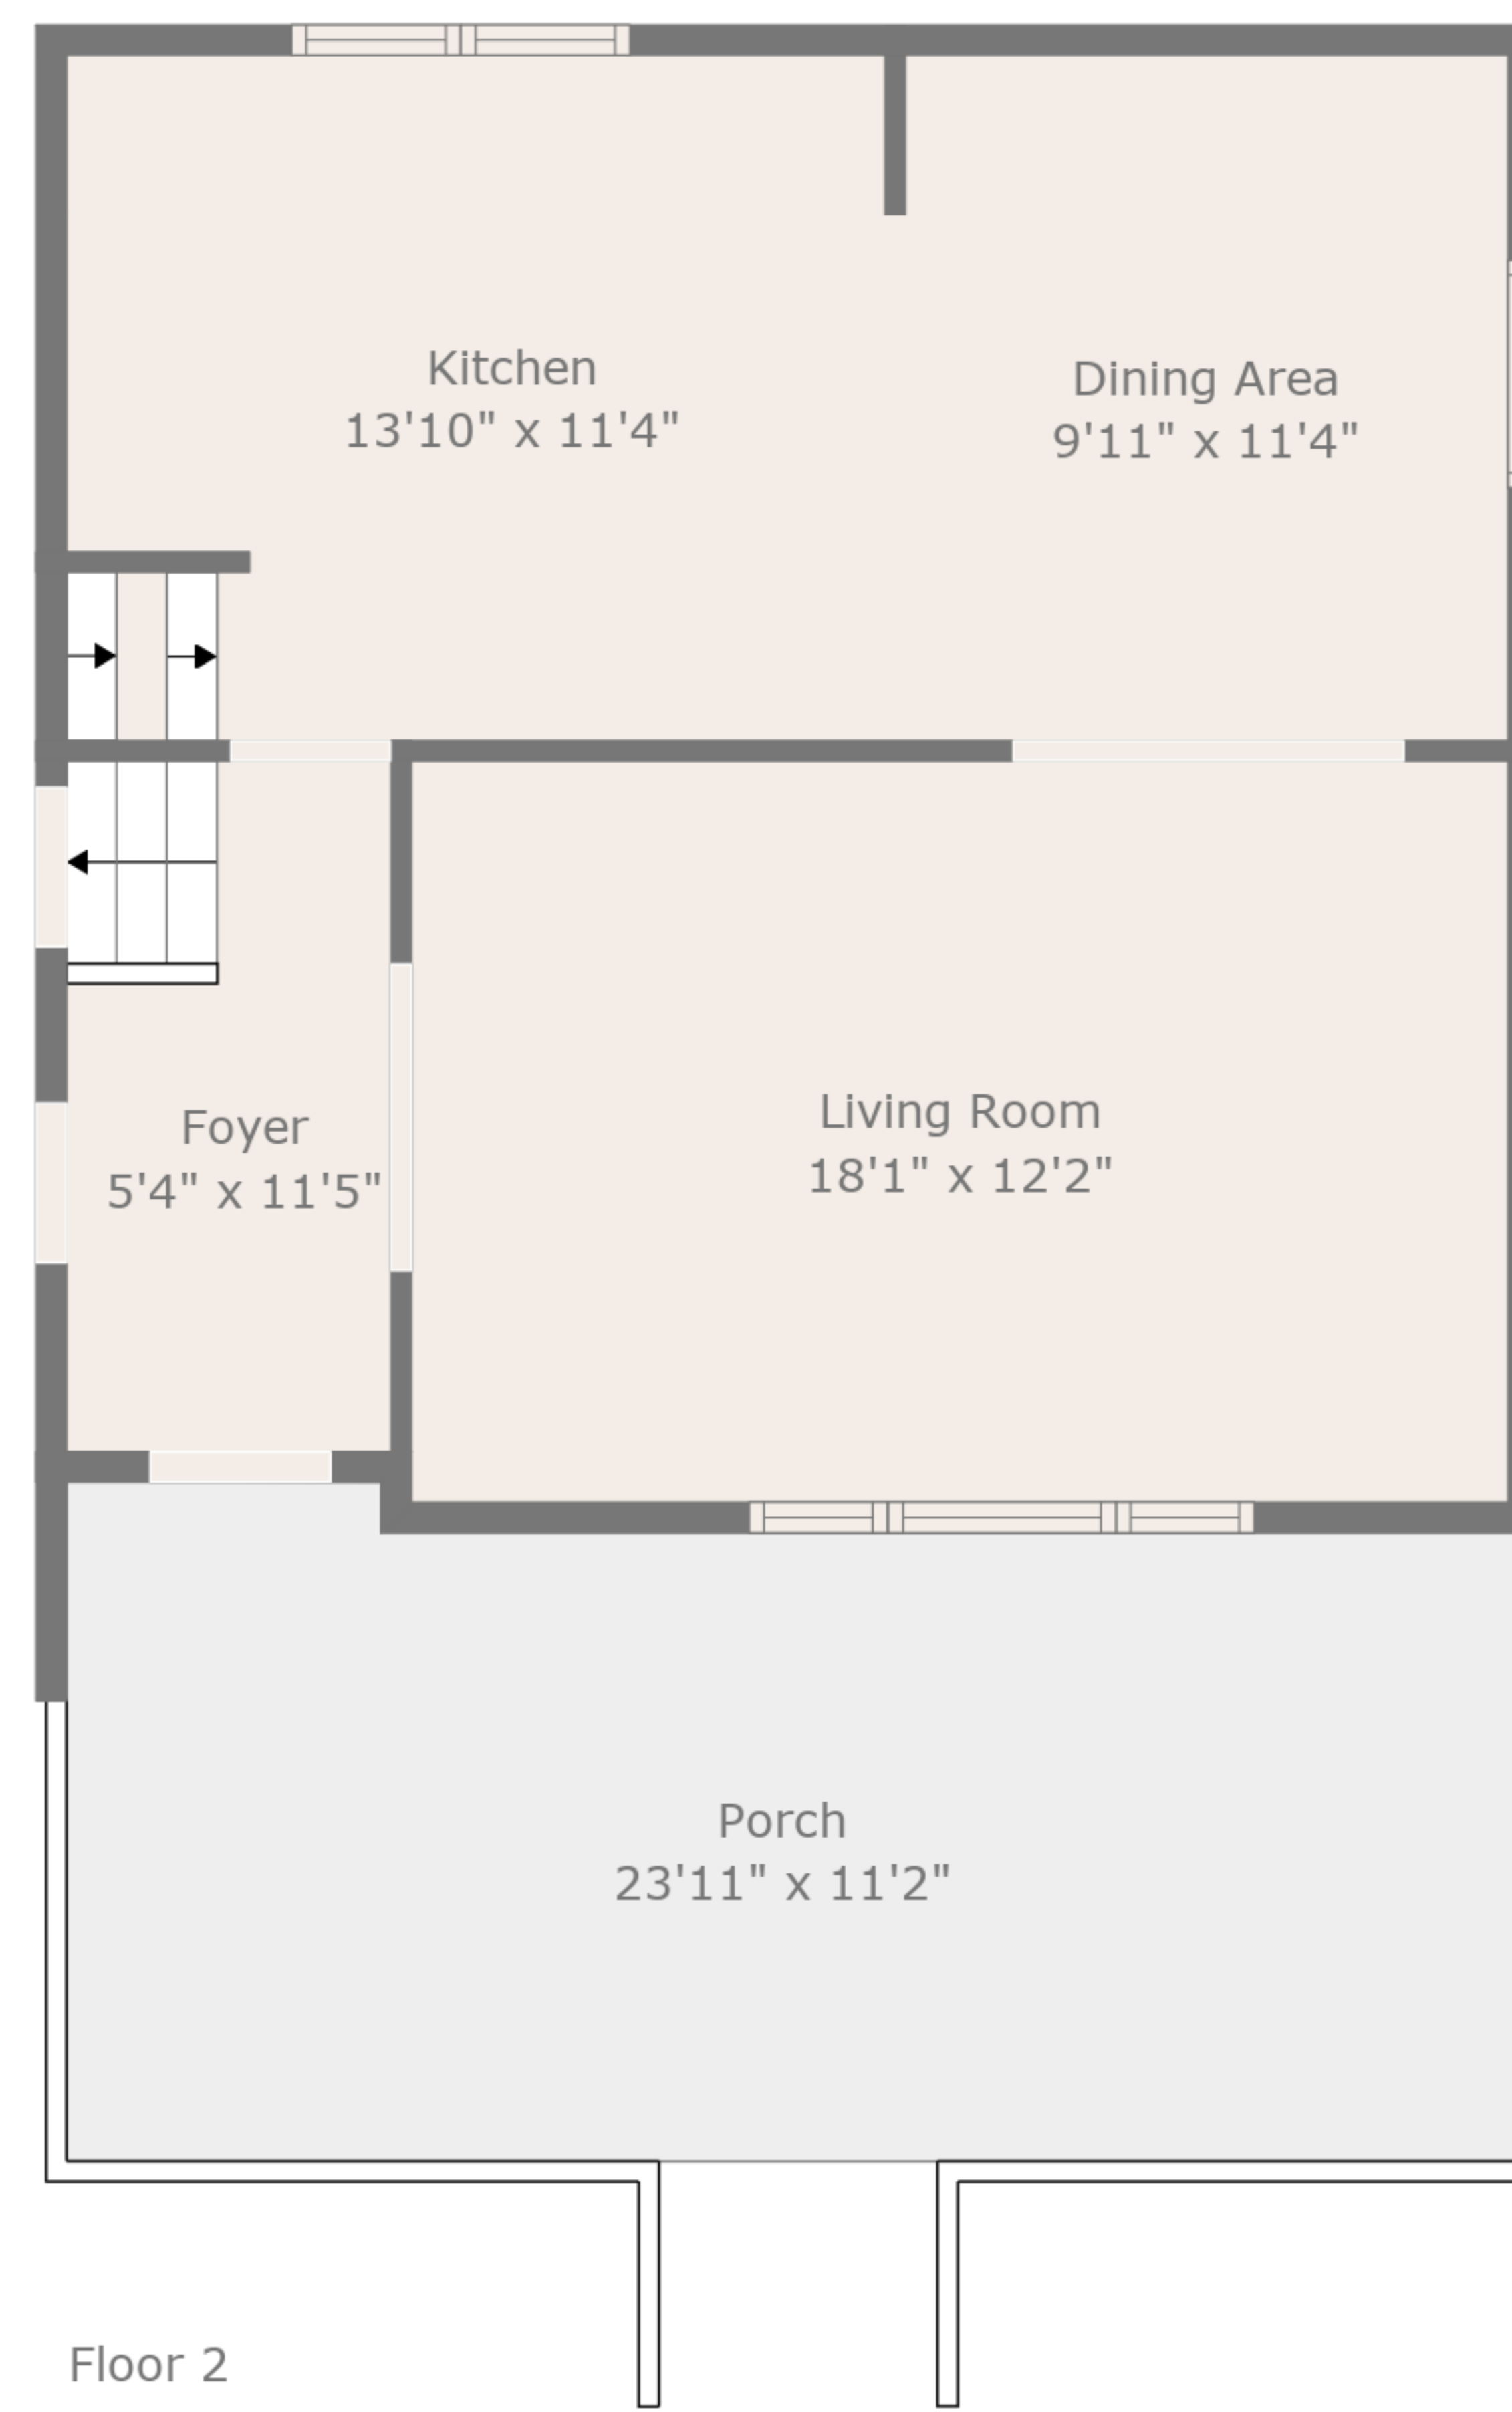 Kitchen
13'10" x 11'4"
Dining Area
9'11" x 11'4"
Foyer
5'4" x 11'5"
Living Room
18'1" x 12'2"
Porch
23'11" x 11'2"
Floor 2